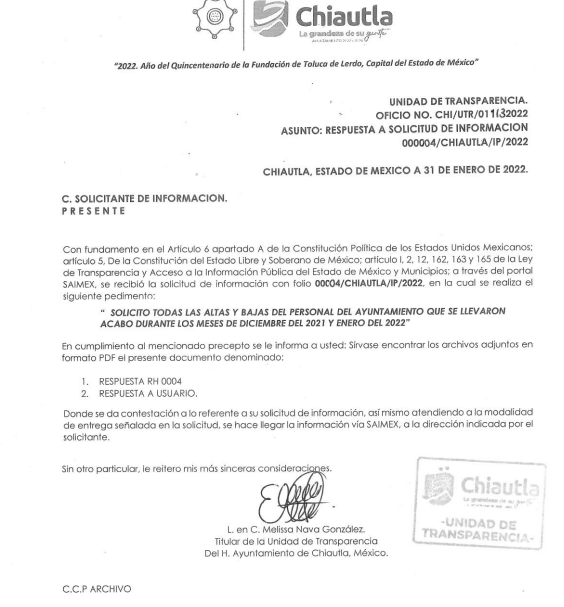 Chiautla
La grandeza de su gente
"2022. Año del Quincentenario de la Fundación de Toluca de Lerdo, Capital del Estado de México"
UNIDAD DE TRANSPARENCIA.
OFICIO NO. CHI/UTR/01113/2022
ASUNTO: RESPUESTA A SOLICITUD DE INFORMACION
000004/CHIAUTLA/IP/2022
CHIAUTLA, ESTADO DE MEXICO A 31 DE ENERO DE 2022.
C. SOLICITANTE DE INFORMACION.
P R E S E N T E
Con fundamento en el Articulo 6 apartado A de la Constitución Política de los Estados Unidos Mexicanos;
artículo 5, De la Constitución del Estado Libre y Soberano de México; artículo I, 2, 12, 162, 163 y 165 de la Ley
de Transparencia y Acceso a la Información Pública del Estado de México y Municipios; a través del portal
SAIMEX, se recibió la solicitud de información con folio 00004/CHIAUTLA/IP/2022, en la cual se realiza el
siguiente pedimento:
" SOLICITO TODAS LAS ALTAS Y BAJAS DEL PERSONAL DEL AYUNTAMIENTO QUE SE LLEVARON
ACABO DURANTE LOS MESES DE DICIEMBRE DEL 2021 Y ENERO DEL 2022"
En cumplimiento al mencionado precepto se le informa a usted: Sírvase encontrar los archivos adjuntos en
formato PDF el presente documento denominado:
1. RESPUESTA RH 0004
2. RESPUESTA A USUARIO.
Donde se da contestación a lo referente a su solicitud de información, así mismo atendiendo a la modalidad
de entrega señalada en la solicitud, se hace llegar la información vía SAIMEX, a la dirección indicada por el
solicitante.
Sin otro particular, le reitero mis más sinceras consideraciones.
L. en C. Melissa Nava González.
Titular de la Unidad de Transparencia
Del H. Ayuntamiento de Chiautla, México.
Chiautla
La grandeza de su gente
-UNIDAD DE
TRANSPARENCIA-
C.C.P ARCHIVO